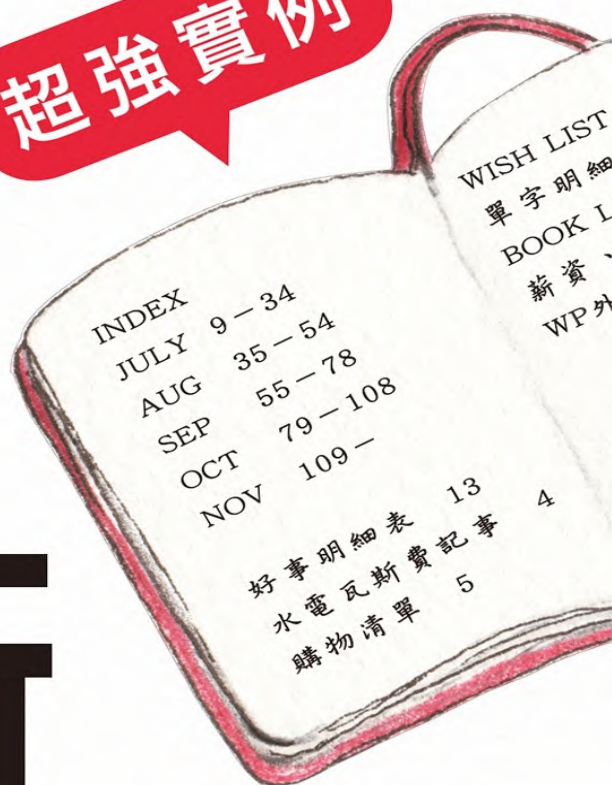 超強實例
INDEX
JULY 9－34
AUG 35－54
SEP 55－78
OCT 79－108
NOV 109－
好事明細表 13
水電瓦斯費記事 4
購物清單 5
WISH LIST
單字明細
BOOK L
薪資、
WP外